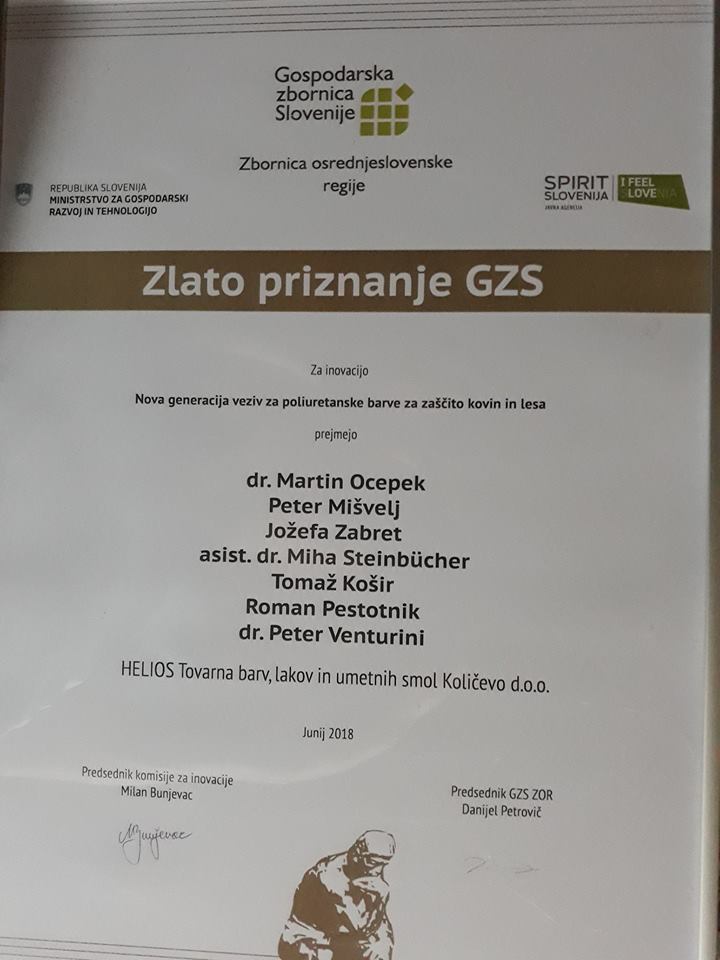 Gospodarska
zbornica
Slovenije
Zbornica osrednjeslovenske
regije
REPUBLIKA SLOVENIJA
MINISTRSTVO ZA GOSPODARSKI
RAZVOJ IN TEHNOLOGIJO
SPIRIT
SLOVENIJA
JAVNA AGENCIJA
I FEEL
SLOVENIA
Zlato priznanje GZS
Za inovacijo
Nova generacija veziv za poliuretanske barve za zaščito kovin in lesa
prejmejo
dr. Martin Ocepek
Peter Mišvelj
Jožefa Zabret
asist. dr. Miha Steinbücher
Tomaž Košir
Roman Pestotnik
dr. Peter Venturini
HELIOS Tovarna barv, lakov in umetnih smol Količevo d.o.o.
Junij 2018
Predsednik komisije za inovacije
Milan Bunjevac
Predsednik GZS ZOR
Danijel Petrovič